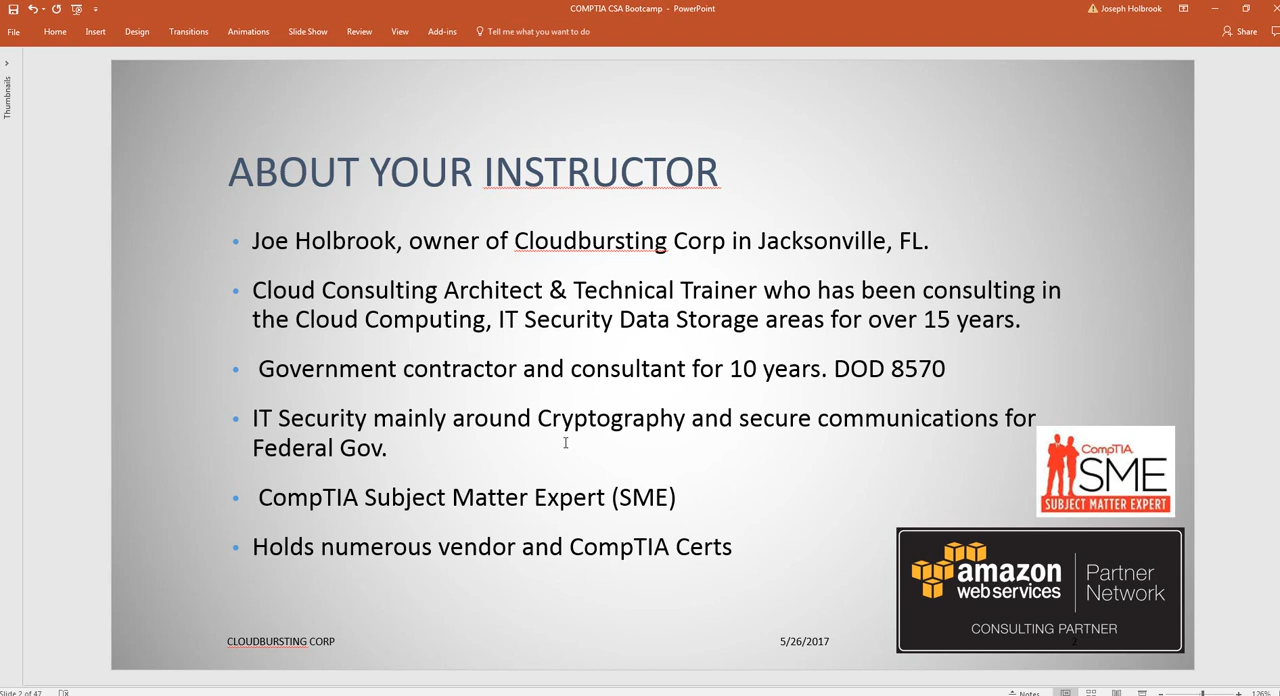 COMPTIA CSA Bootcamp - PowerPoint
Joseph Holbrook
File Home Insert Design Transitions Animations Slide Show Review View Add-ins Tell me what you want to do Share
Thumbnails
ABOUT YOUR INSTRUCTOR
• Joe Holbrook, owner of Cloudbursting Corp in Jacksonville, FL.
• Cloud Consulting Architect & Technical Trainer who has been consulting in
the Cloud Computing, IT Security Data Storage areas for over 15 years.
• Government contractor and consultant for 10 years. DOD 8570
• IT Security mainly around Cryptography and secure communications for
Federal Gov.
• CompTIA Subject Matter Expert (SME)
• Holds numerous vendor and CompTIA Certs
CompTIA
SME
SUBJECT MATTER EXPERT
amazon
web services
Partner
Network
CONSULTING PARTNER
CLOUDBURSTING CORP
5/26/2017
2
Slide 2 of 47
Notes
126%